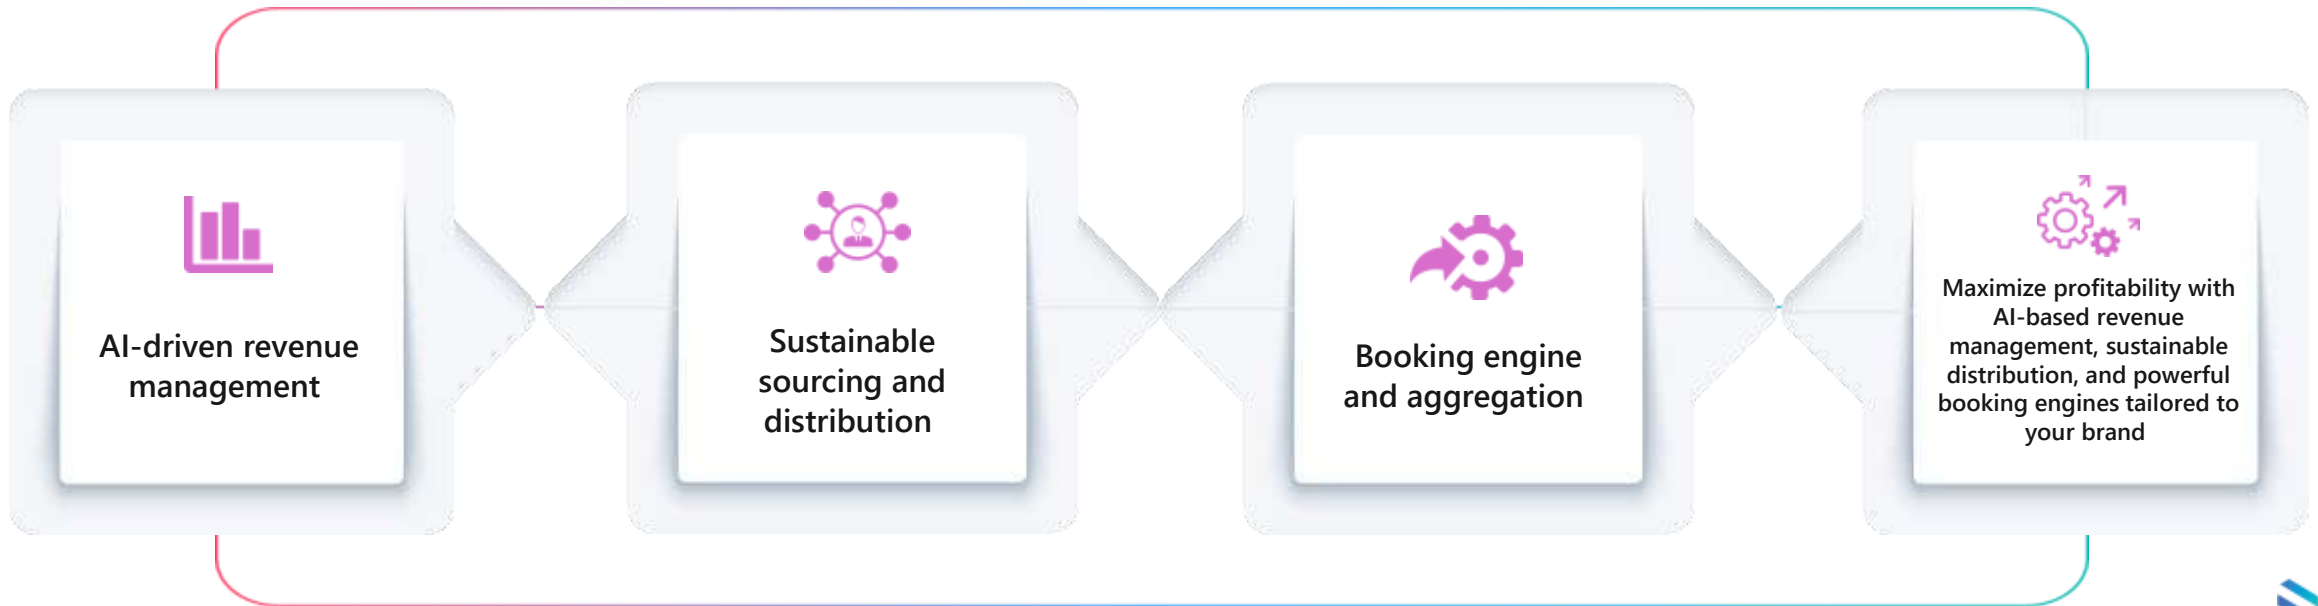 AI-driven revenue
management
Sustainable
sourcing and
distribution
Booking engine
and aggregation
Maximize profitability with
AI-based revenue
management, sustainable
distribution, and powerful
booking engines tailored to
your brand